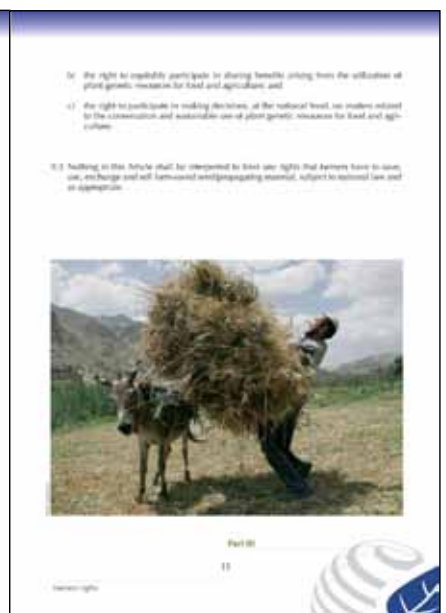 b) the right to equitably participate in sharing benefits arising from the utilization of
plant genetic resources for food and agriculture; and
c) the right to participate in making decisions, at the national level, on matters related
to the conservation and sustainable use of plant genetic resources for food and agri-
culture.
9.3 Nothing in this Article shall be interpreted to limit any rights that farmers have to save,
use, exchange and sell farm-saved seed/propagating material, subject to national law and
as appropriate.
Part III
13
Farmers' rights